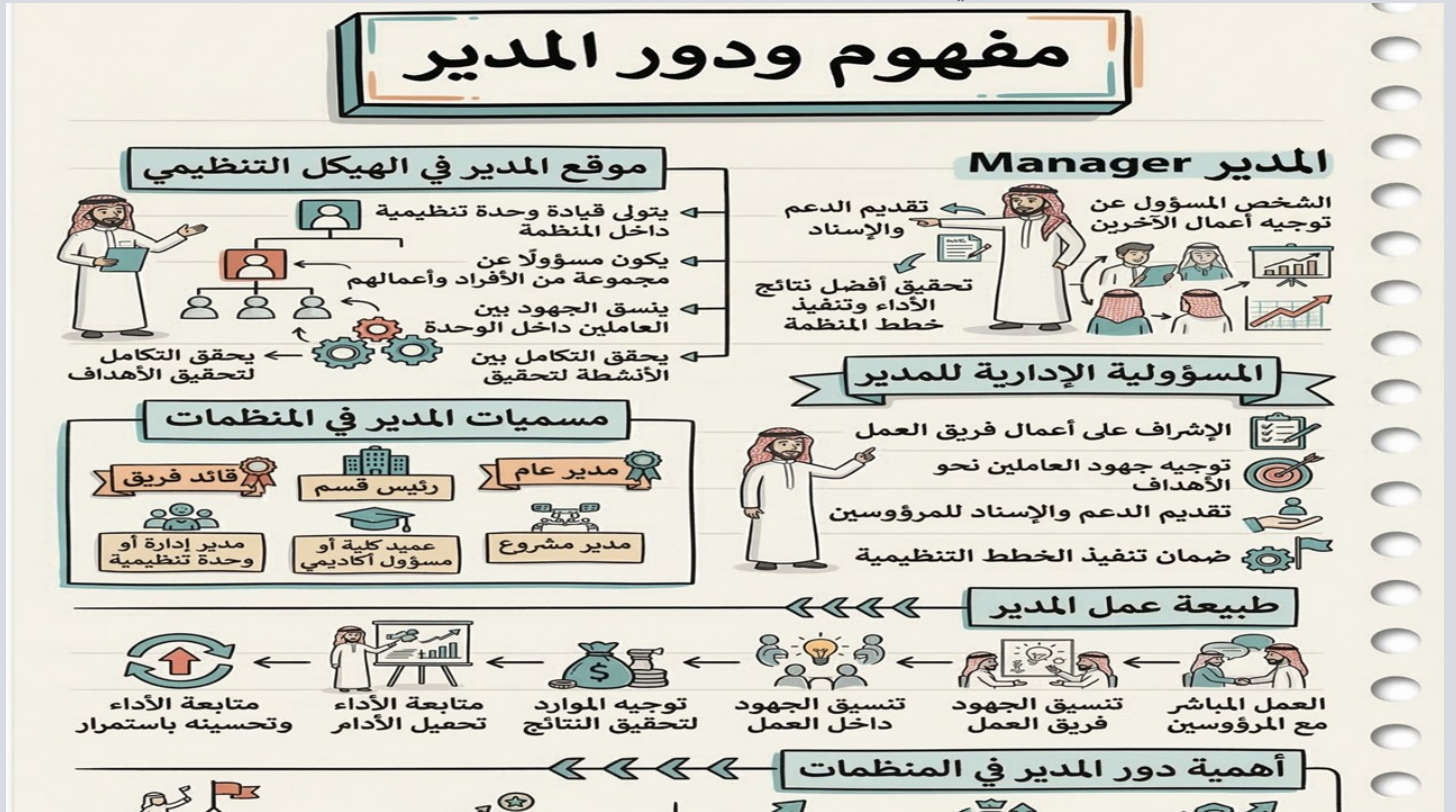 مفهوم ودور المدير
المدير Manager
الشخص المسؤول عن
توجيه أعمال الآخرين
تقديم الدعم
والإسناد
تحقيق أفضل نتائج
الأداء وتنفيذ
خطط المنظمة
موقع المدير في الهيكل التنظيمي
يتولى قيادة وحدة تنظيمية
داخل المنظمة
يكون مسؤولًا عن
مجموعة من الأفراد وأعمالهم
ينسق الجهود بين
العاملين داخل الوحدة
يحقق التكامل بين
الأنشطة لتحقيق
يحقق التكامل
لتحقيق الأهداف
المسؤولية الإدارية للمدير
الإشراف على أعمال فريق العمل
توجيه جهود العاملين نحو
الأهداف
تقديم الدعم والإسناد للمرؤوسين
ضمان تنفيذ الخطط التنظيمية
مسميات المدير في المنظمات
مدير عام
رئيس قسم
قائد فريق
مدير مشروع
عميد كلية أو
مسؤول أكاديمي
مدير إدارة أو
وحدة تنظيمية
طبيعة عمل المدير
العمل المباشر
مع المرؤوسين
تنسيق الجهود
فريق العمل
تنسيق الجهود
داخل العمل
توجيه الموارد
لتحقيق النتائج
$
متابعة الأداء
تحفيل الأدام
متابعة الأداء
وتحسينه باستمرار
أهمية دور المدير في المنظمات